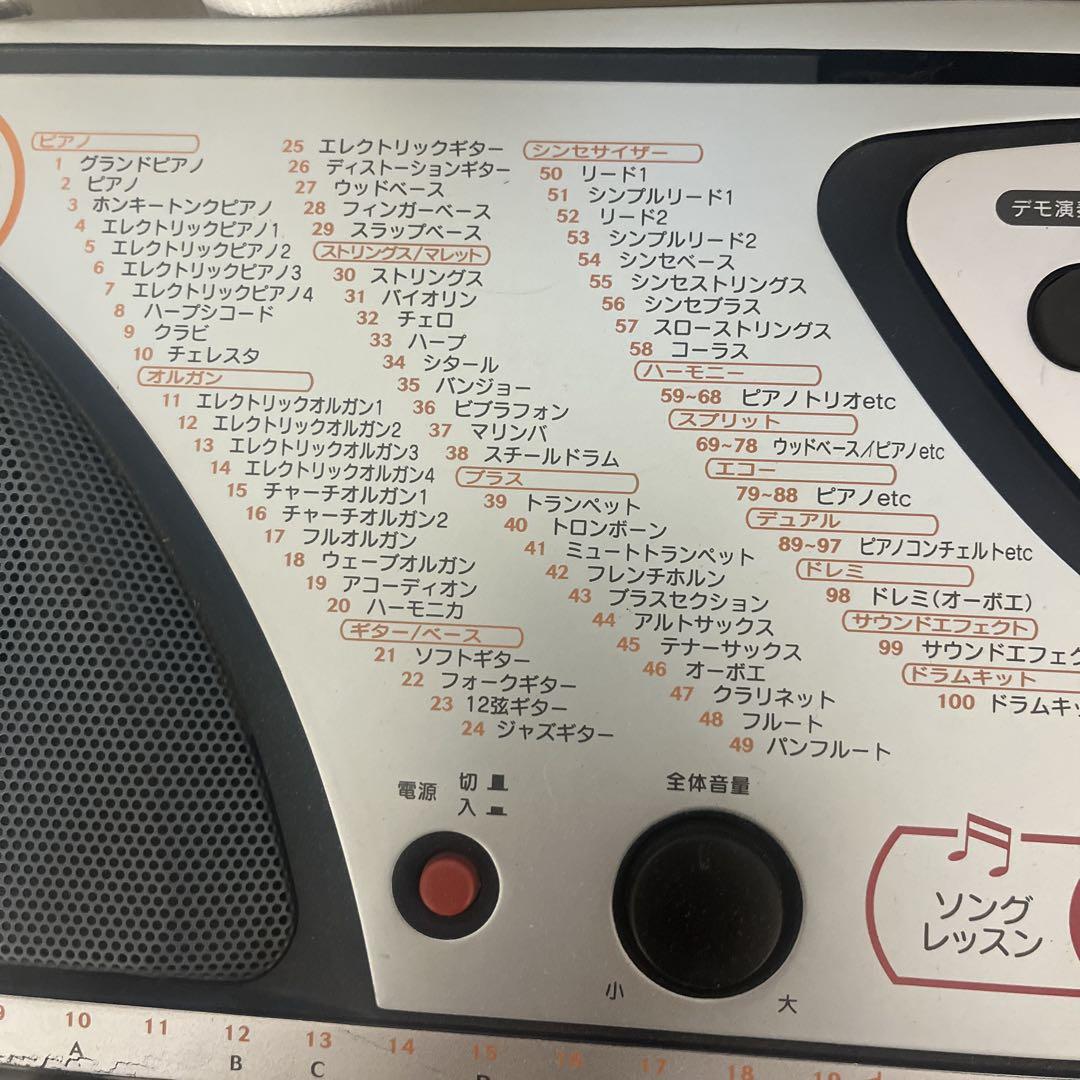 ピアノ
1 グランドピアノ
2 ピアノ
3 ホンキートンクピアノ
4 エレクトリックピアノ1
5 エレクトリックピアノ2
6 エレクトリックピアノ3
7 エレクトリックピアノ4
8 ハープシコード
9 クラビ
10 チェレスタ
オルガン
11 エレクトリックオルガン1
12 エレクトリックオルガン2
13 エレクトリックオルガン3
14 エレクトリックオルガン4
15 チャーチオルガン1
16 チャーチオルガン2
17 フルオルガン
18 ウェーブオルガン
19 アコーディオン
20 ハーモニカ
ギター/ベース
21 ソフトギター
22 フォークギター
23 12弦ギター
24 ジャズギター
25 エレクトリックギター
26 ディストーションギター
27 ウッドベース
28 フィンガーベース
29 スラップベース
ストリングス/マレット
30 ストリングス
31 バイオリン
32 チェロ
33 ハープ
34 シタール
35 バンジョー
36 ビブラフォン
37 マリンバ
38 スチールドラム
ブラス
39 トランペット
40 トロンボーン
41 ミュートトランペット
42 フレンチホルン
43 ブラスセクション
44 アルトサックス
45 テナーサックス
46 オーボエ
47 クラリネット
48 フルート
49 パンフルート
シンセサイザー
50 リード1
51 シンプルリード1
52 リード2
53 シンプルリード2
54 シンセベース
55 シンセストリングス
56 シンセブラス
57 スローストリングス
58 コーラス
ハーモニー
59~68 ピアノトリオetc
スプリット
69~78 ウッドベース/ピアノetc
エコー
79~88 ピアノetc
デュアル
89~97 ピアノコンチェルトetc
ドレミ
98 ドレミ(オーボエ)
サウンドエフェクト
99 サウンドエフェク
ドラムキット
100 ドラムキッ
デモ演奏
電源 切
入
全体音量
小 大
ソング
レッスン
9 10 11 12 13 14 15 16 17 18 19
A B C